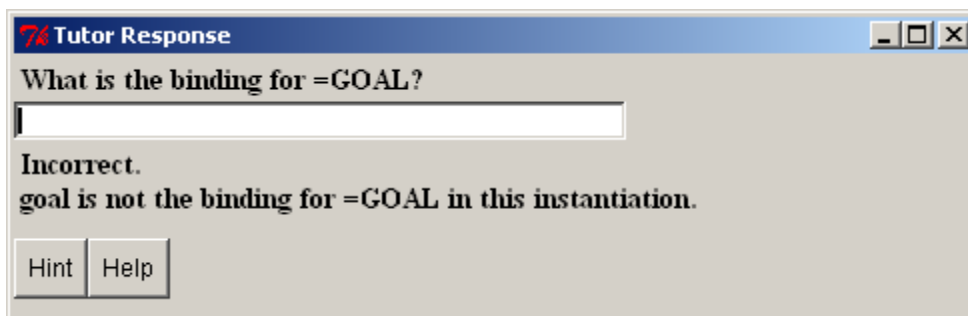 Tutor Response
What is the binding for =GOAL?
Incorrect.
goal is not the binding for =GOAL in this instantiation.
Hint Help